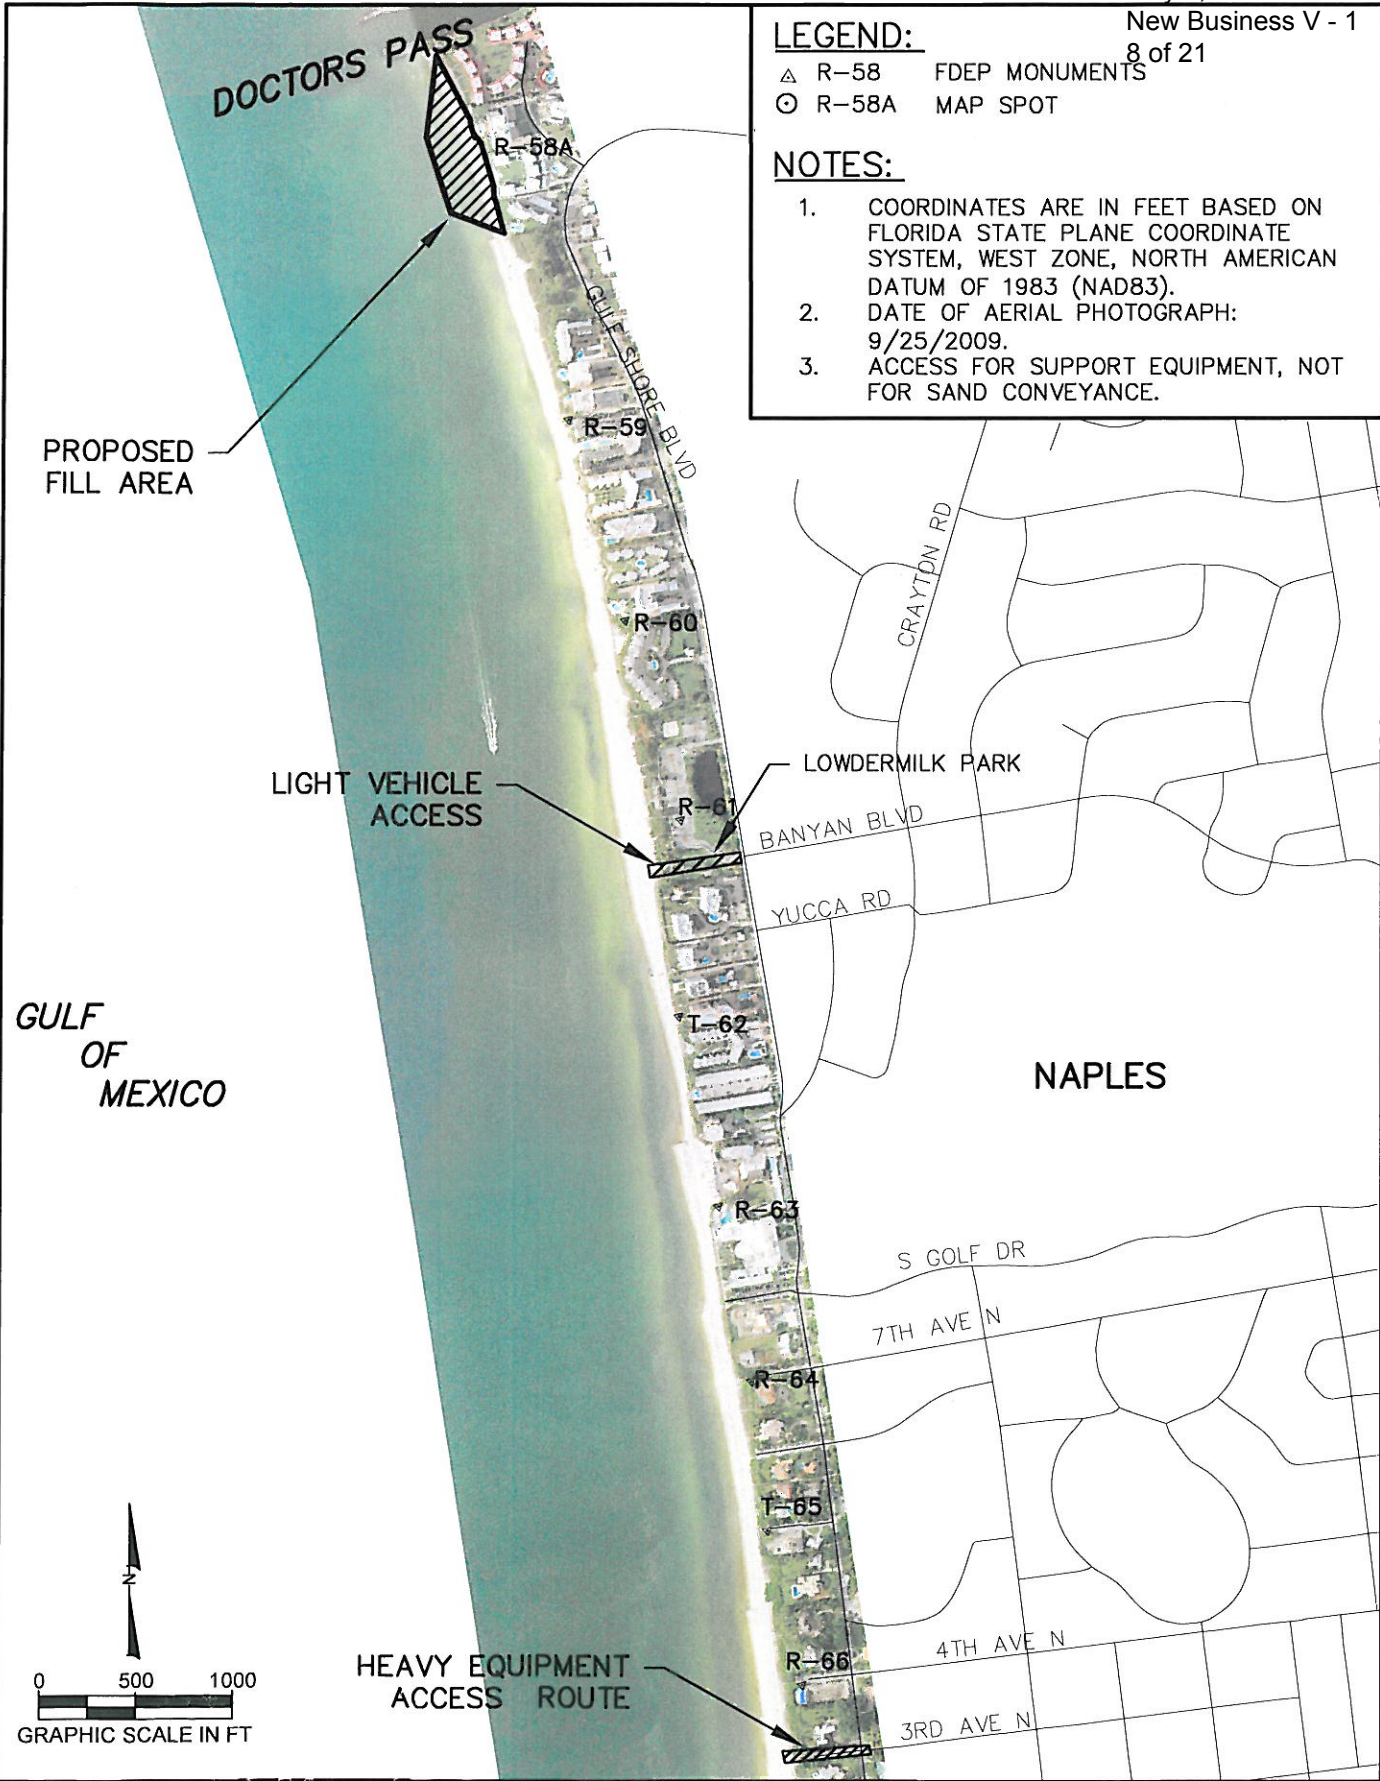 New Business V - 1
8 of 21
LEGEND:
R-58 FDEP MONUMENTS
R-58A MAP SPOT
NOTES:
1. COORDINATES ARE IN FEET BASED ON
FLORIDA STATE PLANE COORDINATE
SYSTEM, WEST ZONE, NORTH AMERICAN
DATUM OF 1983 (NAD83).
2. DATE OF AERIAL PHOTOGRAPH:
9/25/2009.
3. ACCESS FOR SUPPORT EQUIPMENT, NOT
FOR SAND CONVEYANCE.
DOCTORS PASS
R-58A
GULF SHORE BLVD
PROPOSED
FILL AREA
R-59
CRAYTON RD
R-60
LIGHT VEHICLE
ACCESS
LOWDERMILK PARK
R-61
BANYAN BLVD
YUCCA RD
GULF
OF
MEXICO
T-62
NAPLES
R-63
S GOLF DR
7TH AVE N
R-64
T-65
N
HEAVY EQUIPMENT
ACCESS ROUTE
R-66
4TH AVE N
3RD AVE N
0 500 1000
GRAPHIC SCALE IN FT